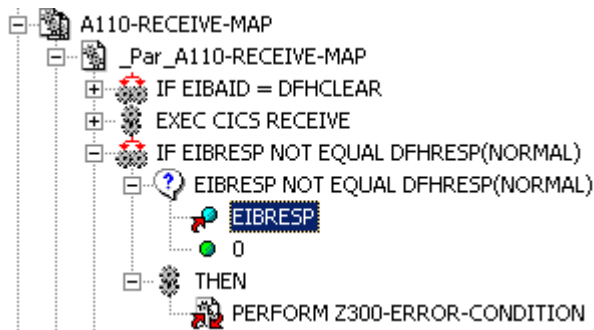 A110-RECEIVE-MAP
_Par_A110-RECEIVE-MAP
IF EIBAID = DFHCLEAR
EXEC CICS RECEIVE
IF EIBRESP NOT EQUAL DFHRESP(NORMAL)
EIBRESP NOT EQUAL DFHRESP(NORMAL)
EIBRESP
0
THEN
PERFORM Z300-ERROR-CONDITION